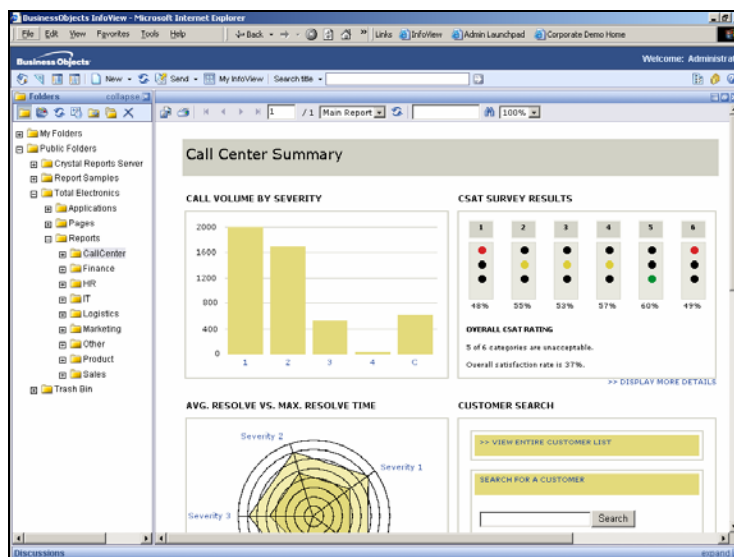 BusinessObjects InfoView - Microsoft Internet Explorer
File Edit View Favorites Tools Help
Back
Links InfoView Admin Launchpad Corporate Demo Home
Business Objects
Welcome: Administrat
New Send My InfoView Search title
Folders collapse
1 / 1 Main Report 100%
My Folders
Public Folders
Crystal Reports Server
Report Samples
Total Electronics
Applications
Pages
Reports
CallCenter
Finance
HR
IT
Logistics
Marketing
Other
Product
Sales
Trash Bin
Call Center Summary
CALL VOLUME BY SEVERITY
2000
1600
1200
800
400
0
1 2 3 4 C
CSAT SURVEY RESULTS
1 2 3 4 5 6
48% 55% 53% 57% 60% 49%
OVERALL CSAT RATING
5 of 6 categories are unacceptable.
Overall satisfaction rate is 37%.
>> DISPLAY MORE DETAILS
AVG. RESOLVE VS. MAX. RESOLVE TIME
Severity 2
Severity 1
Severity 3
CUSTOMER SEARCH
>> VIEW ENTIRE CUSTOMER LIST
SEARCH FOR A CUSTOMER
Search
Discussions expand